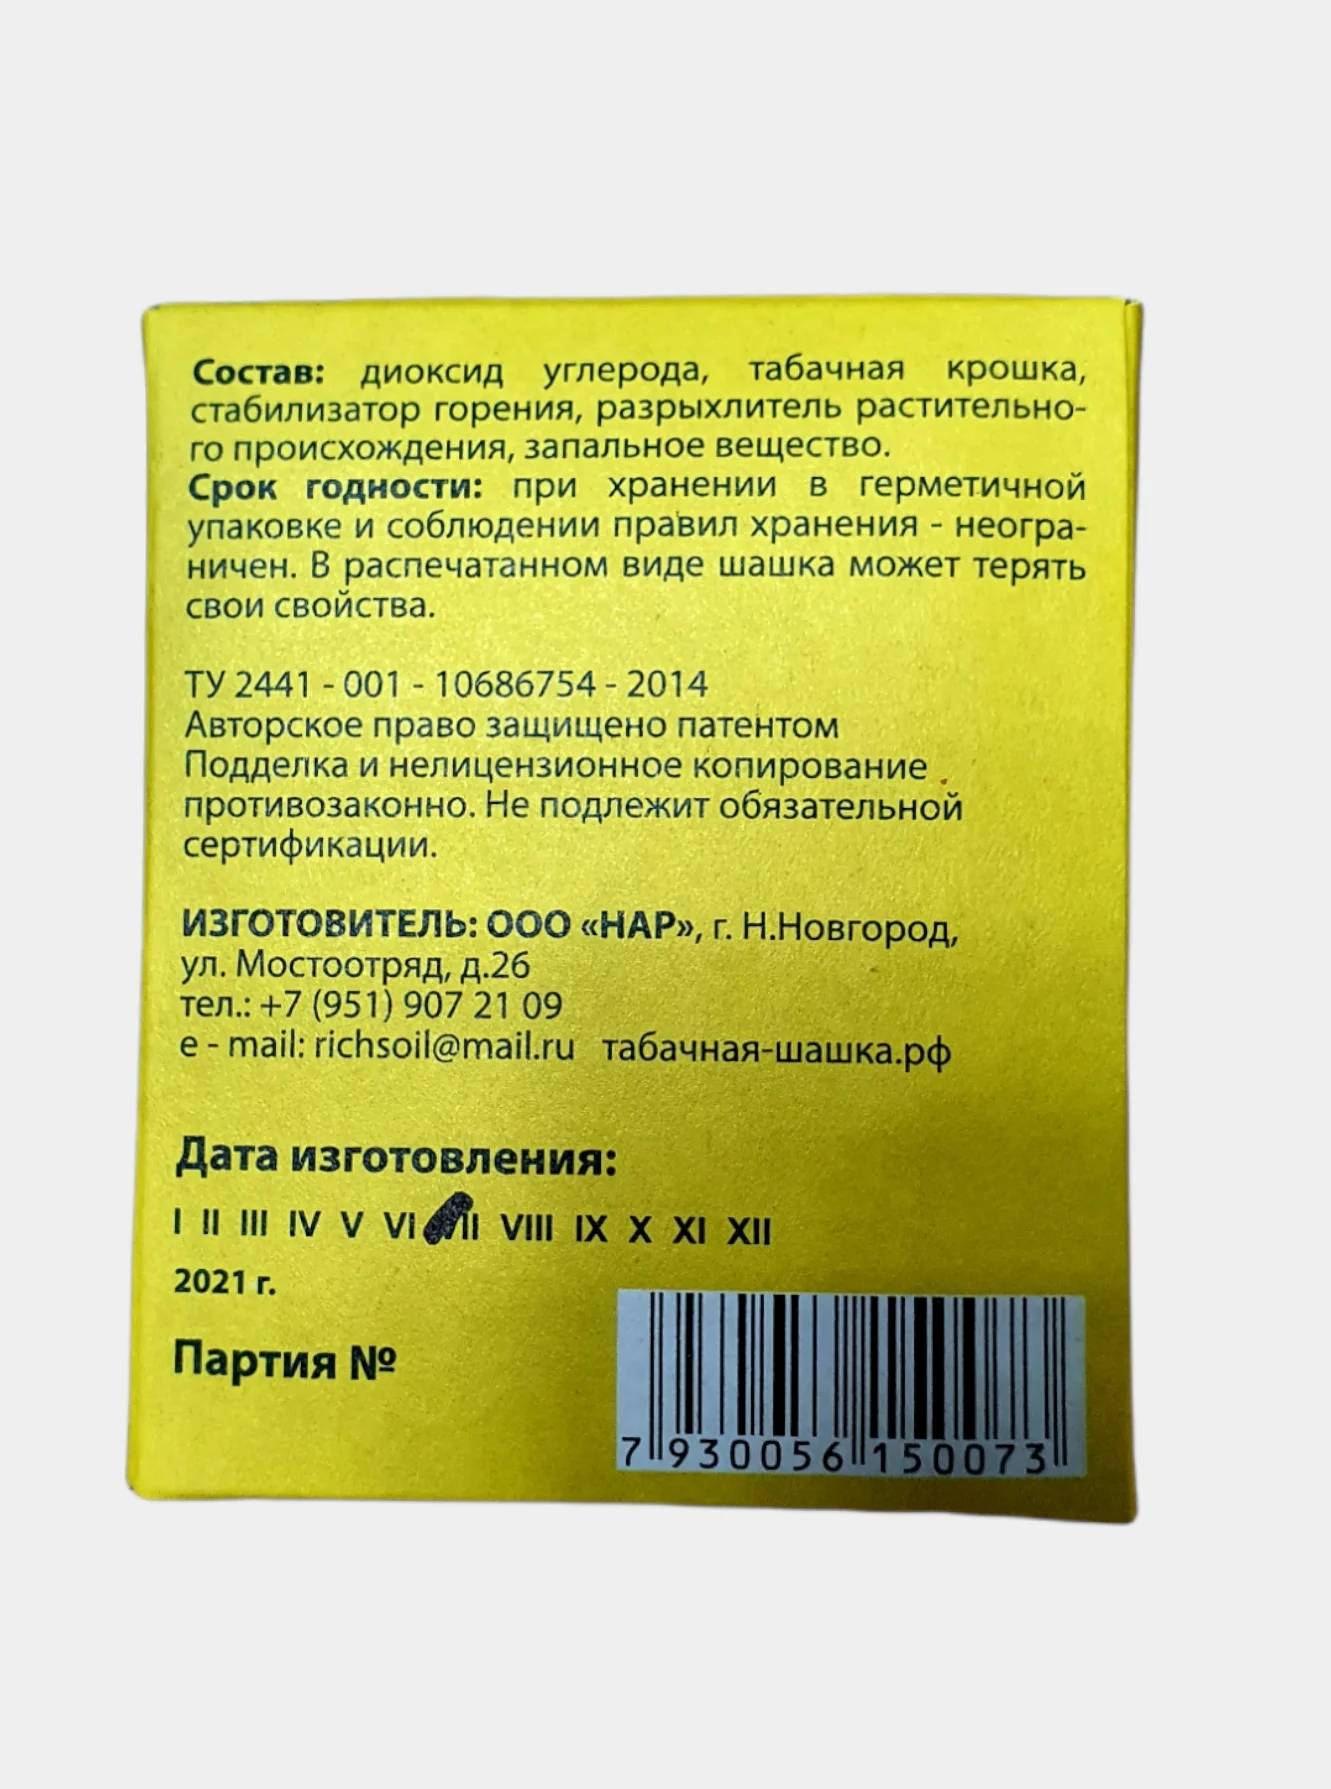 Состав: диоксид углерода, табачная крошка,
стабилизатор горения, разрыхлитель растительно-
го происхождения, запальное вещество.
Срок годности: при хранении в герметичной
упаковке и соблюдении правил хранения - неогра-
ничен. В распечатанном виде шашка может терять
свои свойства.
ТУ 2441 - 001 - 10686754 - 2014
Авторское право защищено патентом
Подделка и нелицензионное копирование
противозаконно. Не подлежит обязательной
сертификации.
ИЗГОТОВИТЕЛЬ: ООО «НАР», г. Н.Новгород,
ул. Мостоотряд, д.26
тел.: +7 (951) 907 21 09
e - mail: richsoil@mail.ru табачная-шашка.рф
Дата изготовления:
I II III IV V VI VII VIII IX X XI XII
2021 г.
Партия №
7 930056 150073